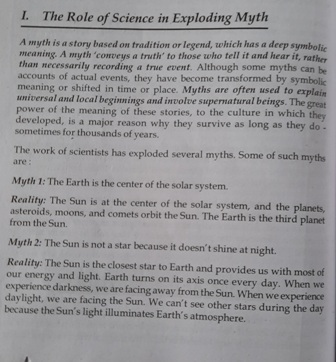 I. The Role of Science in Exploding Myth
A myth is a story based on tradition or legend, which has a deep symbolic
meaning. A myth 'conveys a truth' to those who tell it and hear it, rather
than necessarily recording a true event. Although some myths can be
accounts of actual events, they have become transformed by symbolic
meaning or shifted in time or place. Myths are often used to explain
universal and local beginnings and involve supernatural beings. The great
power of the meaning of these stories, to the culture in which they
developed, is a major reason why they survive as long as they do -
sometimes for thousands of years.
The work of scientists has exploded several myths. Some of such myths
are :
Myth 1: The Earth is the center of the solar system.
Reality: The Sun is at the center of the solar system, and the planets,
asteroids, moons, and comets orbit the Sun. The Earth is the third planet
from the Sun.
Myth 2: The Sun is not a star because it doesn't shine at night.
Reality: The Sun is the closest star to Earth and provides us with most of
our energy and light. Earth turns on its axis once every day. When we
experience darkness, we are facing away from the Sun. When we experience
daylight, we are facing the Sun. We can't see other stars during the day
because the Sun's light illuminates Earth's atmosphere.